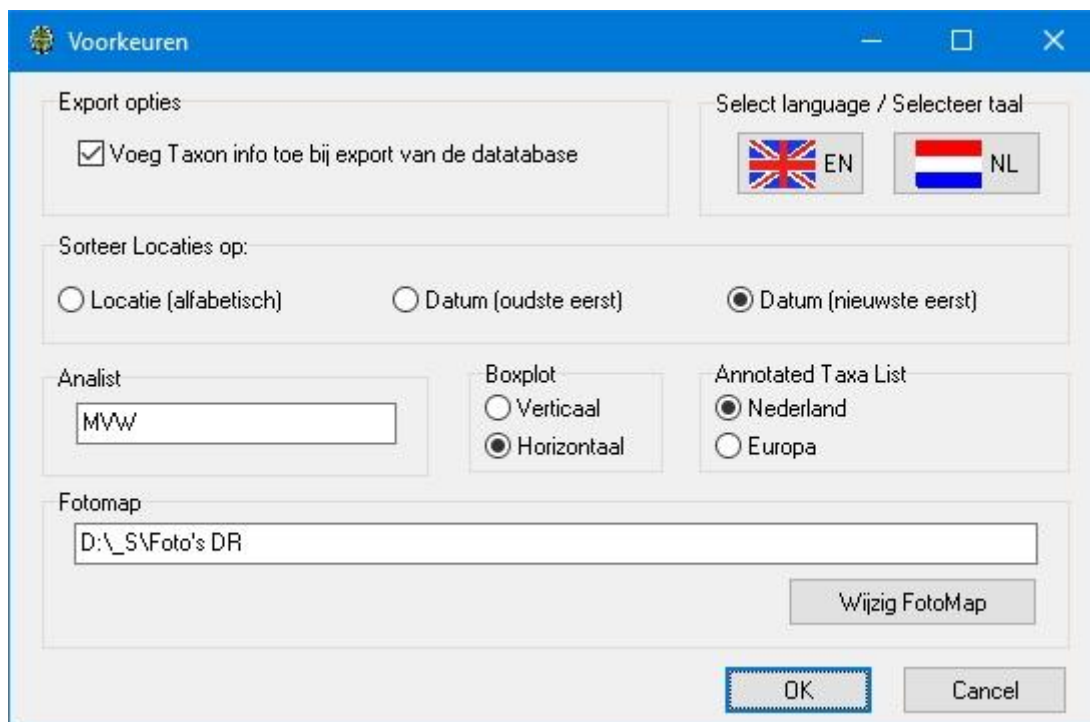 Voorkeuren
Export opties
Voeg Taxon info toe bij export van de datatabase
Select language / Selecteer taal
EN
NL
Sorteer Locaties op:
Locatie (alfabetisch)
Datum (oudste eerst)
Datum (nieuwste eerst)
Analist
MVW
Boxplot
Verticaal
Horizontaal
Annotated Taxa List
Nederland
Europa
Fotomap
D:\_S\Foto's DR
Wijzig FotoMap
OK
Cancel